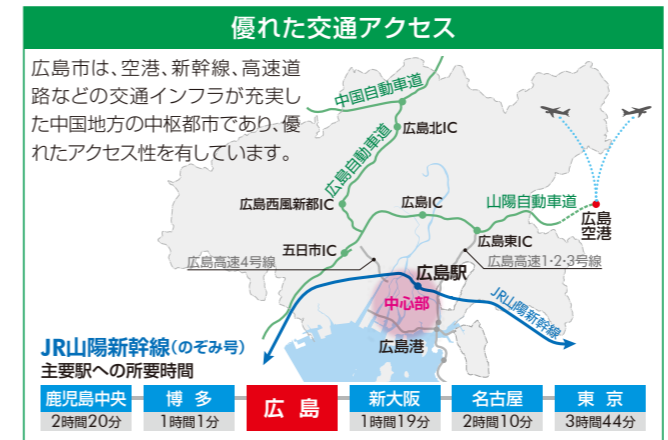 優れた交通アクセス
広島市は、空港、新幹線、高速道
路などの交通インフラが充実し
た中国地方の中枢都市であり、優
れたアクセス性を有しています。
中国自動車道
広島北IC
広島自動車道
広島西風新都IC
広島IC
山陽自動車道
広島
空港
五日市IC
広島東IC
広島高速4号線
広島高速1・2・3号線
広島駅
中心部
JR山陽新幹線
広島港
JR山陽新幹線(のぞみ号)
主要駅への所要時間
鹿児島中央 博多 広島 新大阪 名古屋 東京
2時間20分 1時間1分 1時間19分 2時間10分 3時間44分